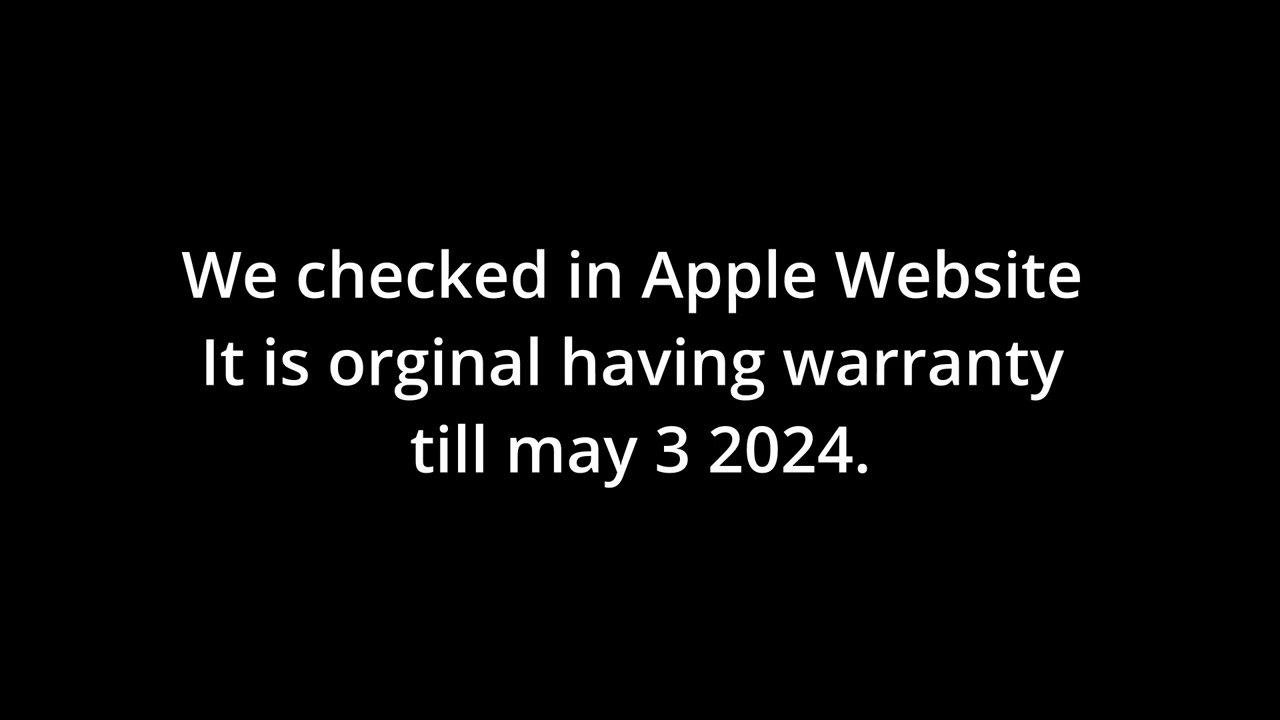 We checked in Apple Website
It is orginal having warranty
till may 3 2024.